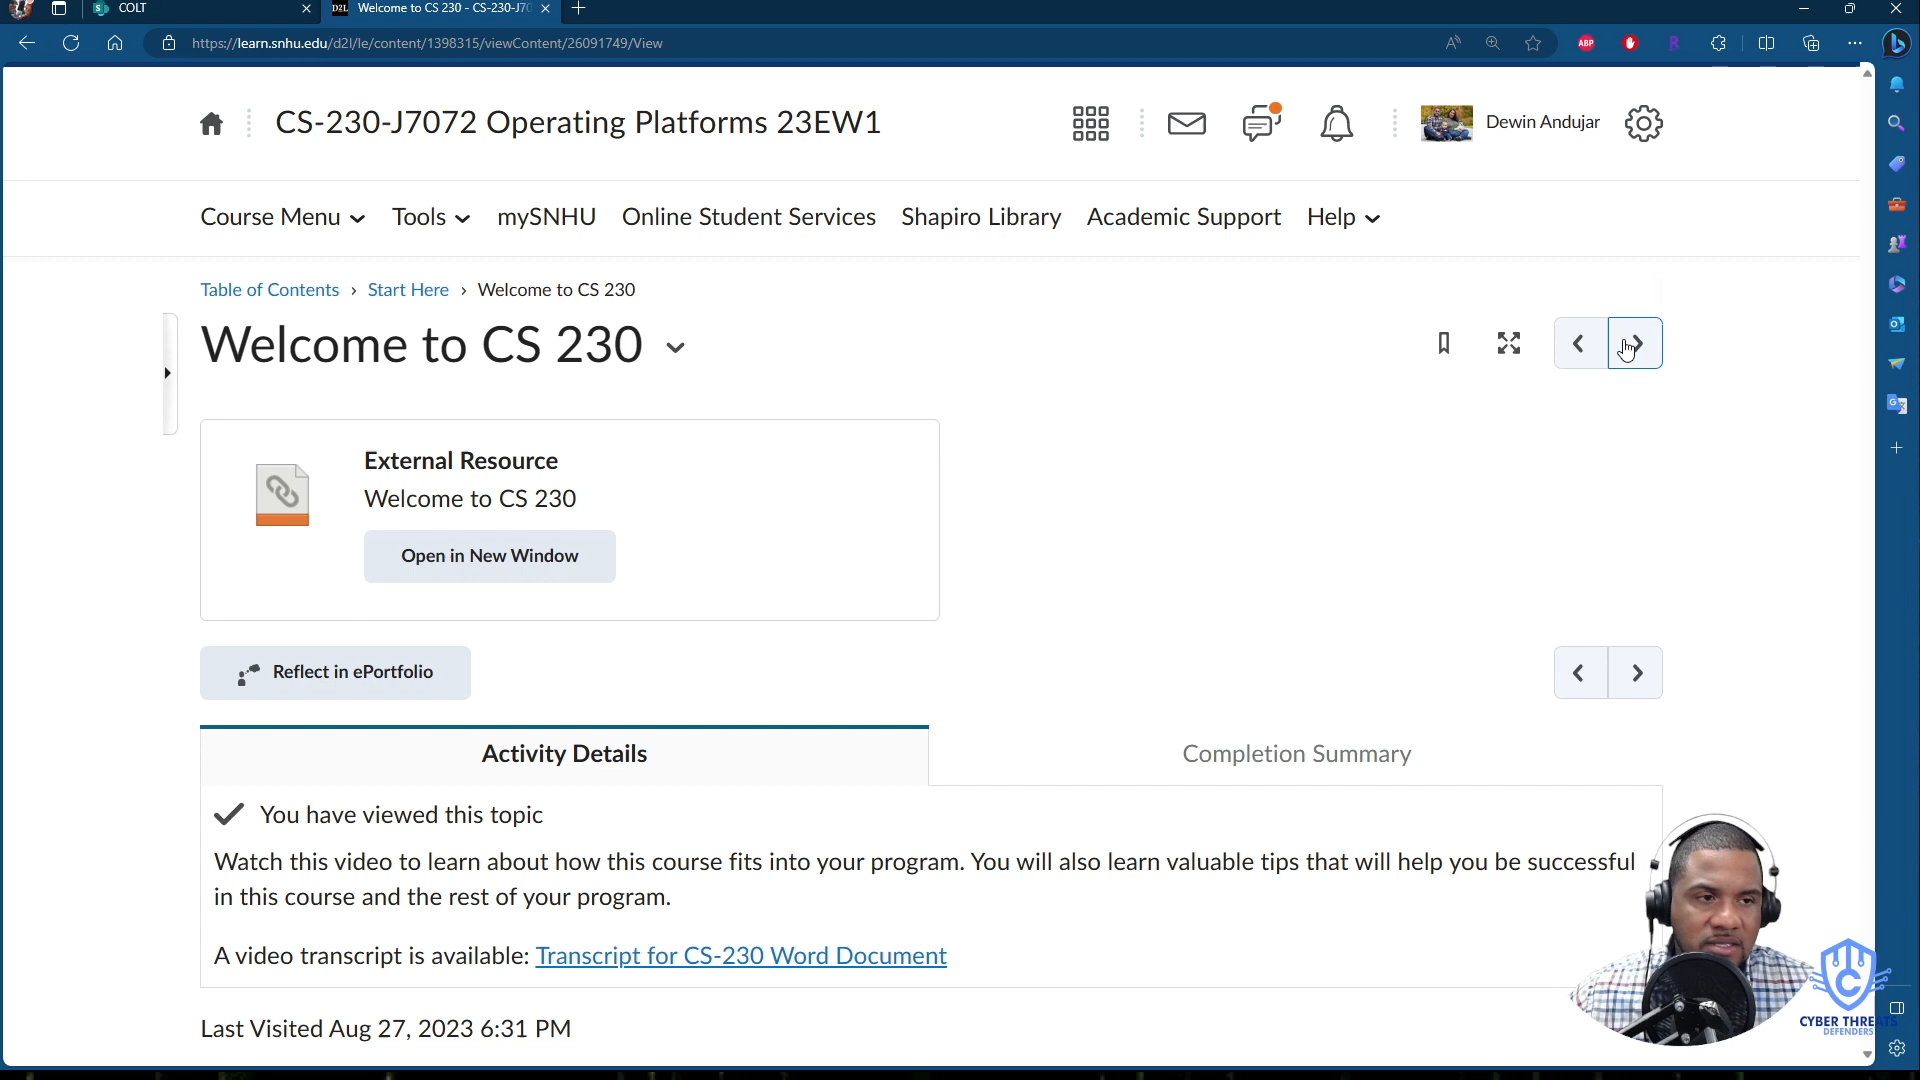 COLT
D2L Welcome to CS 230 - CS-230-J70
https://learn.snhu.edu/d2l/le/content/1398315/viewContent/26091749/View
ABP
CS-230-J7072 Operating Platforms 23EW1
Dewin Andujar
Course Menu
Tools
mySNHU
Online Student Services
Shapiro Library
Academic Support
Help
Table of Contents › Start Here › Welcome to CS 230
Welcome to CS 230
External Resource
Welcome to CS 230
Open in New Window
Reflect in ePortfolio
Activity Details
Completion Summary
You have viewed this topic
Watch this video to learn about how this course fits into your program. You will also learn valuable tips that will help you be successful
in this course and the rest of your program.
A video transcript is available: Transcript for CS-230 Word Document
Last Visited Aug 27, 2023 6:31 PM
CYBER THREATS
DEFENDERS